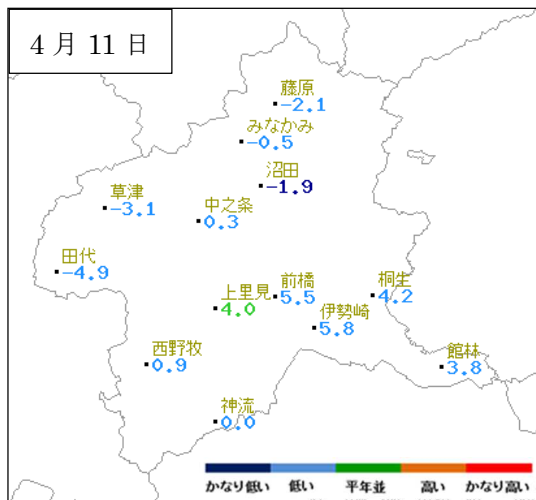 4月11日
藤原
-2.1
みなかみ
-0.5
沼田
-1.9
草津
-3.1
中之条
0.3
田代
-4.9
上里見
4.0
前橋
5.5
桐生
4.2
伊勢崎
5.8
西野牧
0.9
館林
3.8
神流
0.0
かなり低い 低い 平年並 高い かなり高い